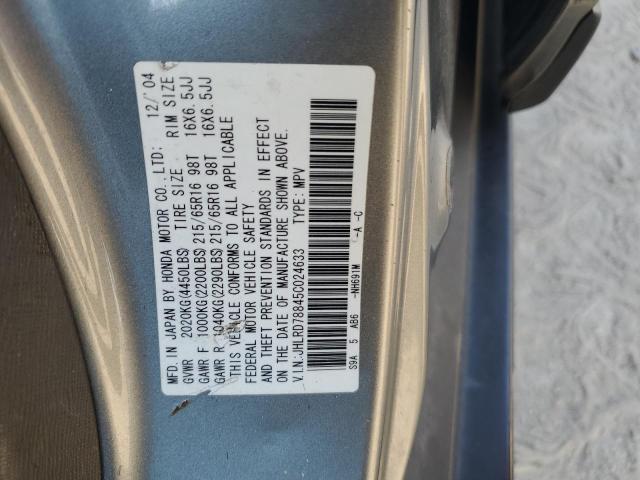 MFD.IN JAPAN BY HONDA MOTOR CO.,LTD: 12/'04
GVWR 2020KG(4450LBS) TIRE SIZE RIM SIZE
GAWR F 1000KG(2200LBS) 215/65R16 98T 16X6.5JJ
GAWR R 1040KG(2290LBS) 215/65R16 98T 16X6.5JJ
THIS VEHICLE CONFORMS TO ALL APPLICABLE
FEDERAL MOTOR VEHICLE SAFETY
AND THEFT PREVENTION STANDARDS IN EFFECT
ON THE DATE OF MANUFACTURE SHOWN ABOVE.
V.I.N:JHLRD78845C024633 TYPE: MPV
S9A 5 AB6 -NH691M -A -C